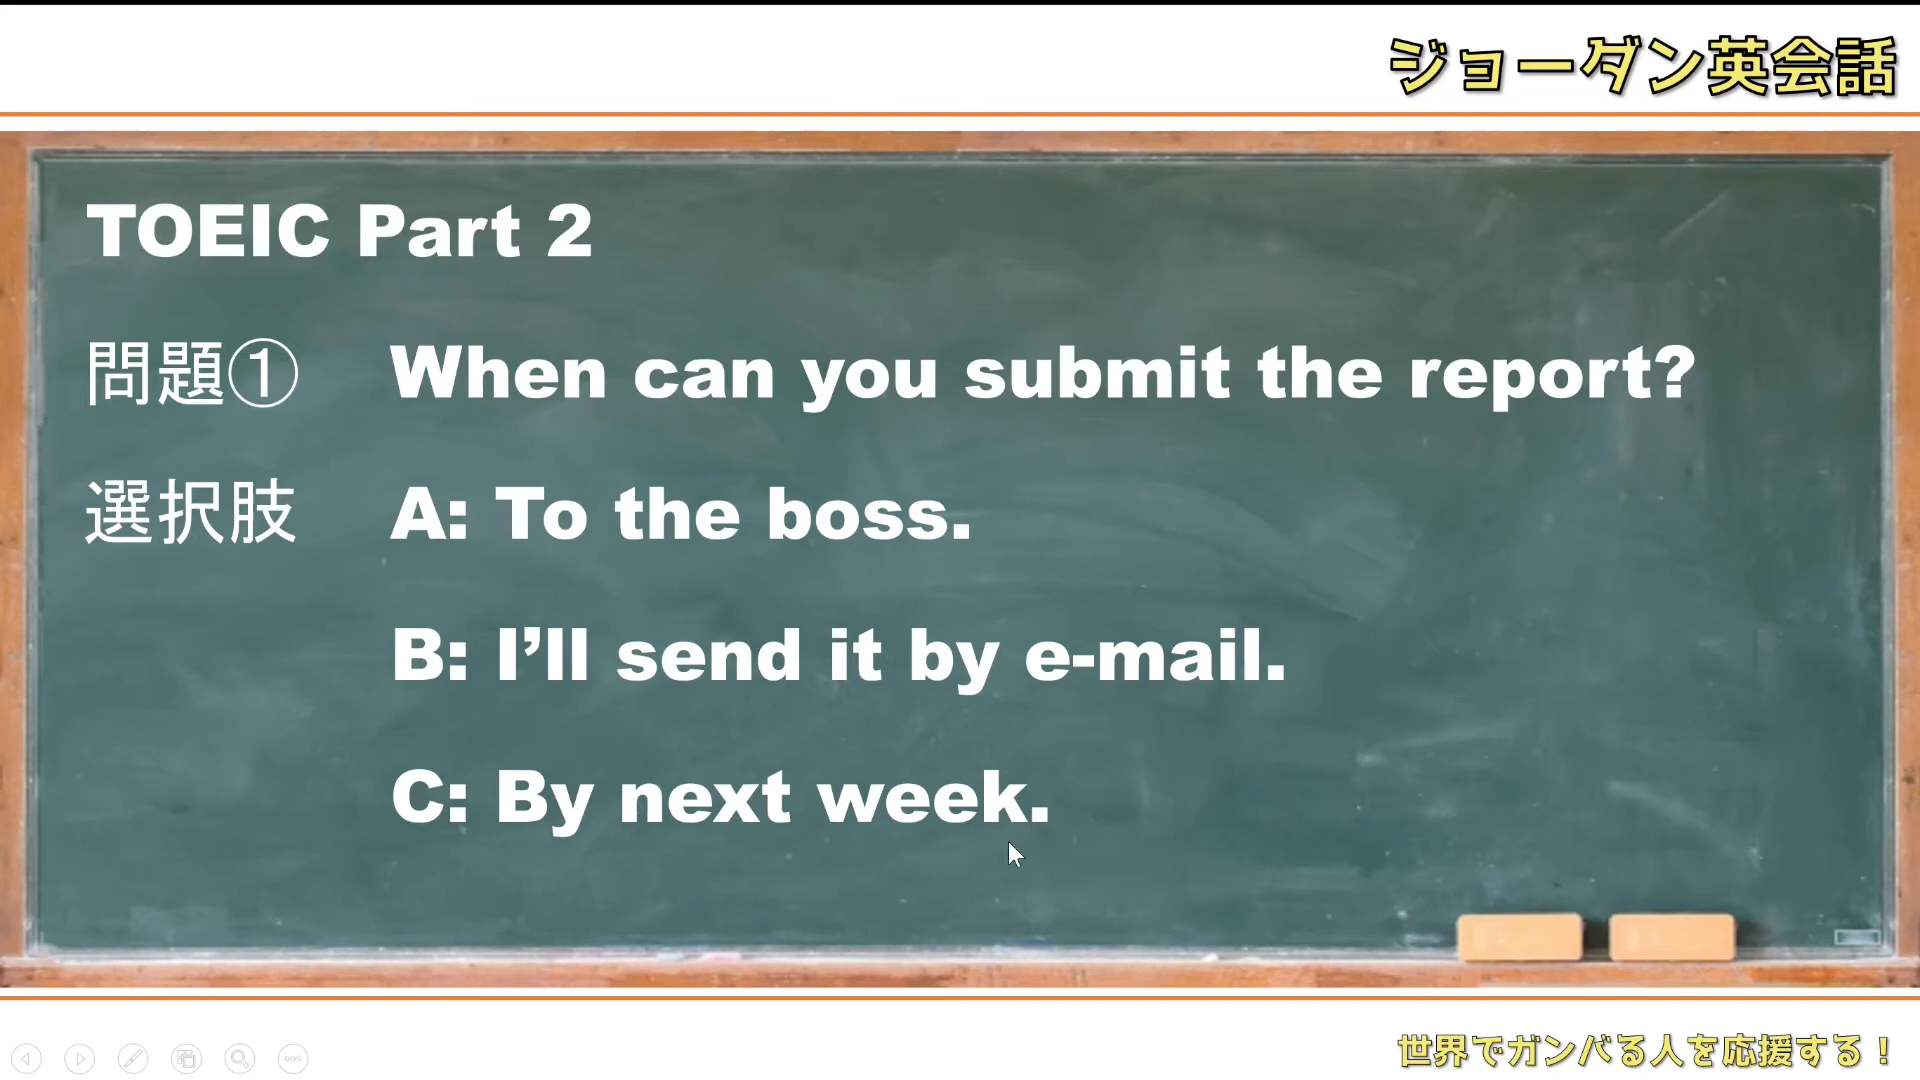 ジョーダン英会話
TOEIC Part 2
問題① When can you submit the report?
選択肢 A: To the boss.
B: I’ll send it by e-mail.
C: By next week.
世界でガンバる人を応援する！